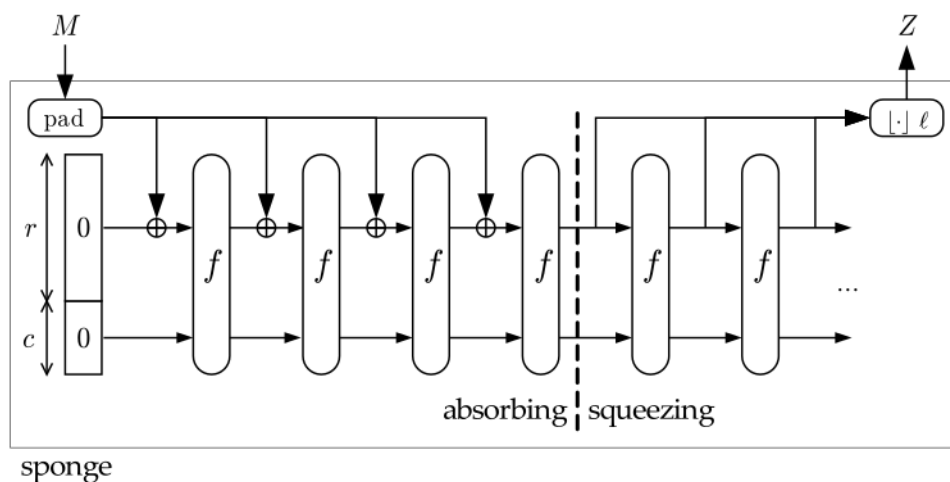 M Z
pad ⌊·⌋ ℓ
r 0 f f f f f f
c 0 ...
absorbing squeezing
sponge